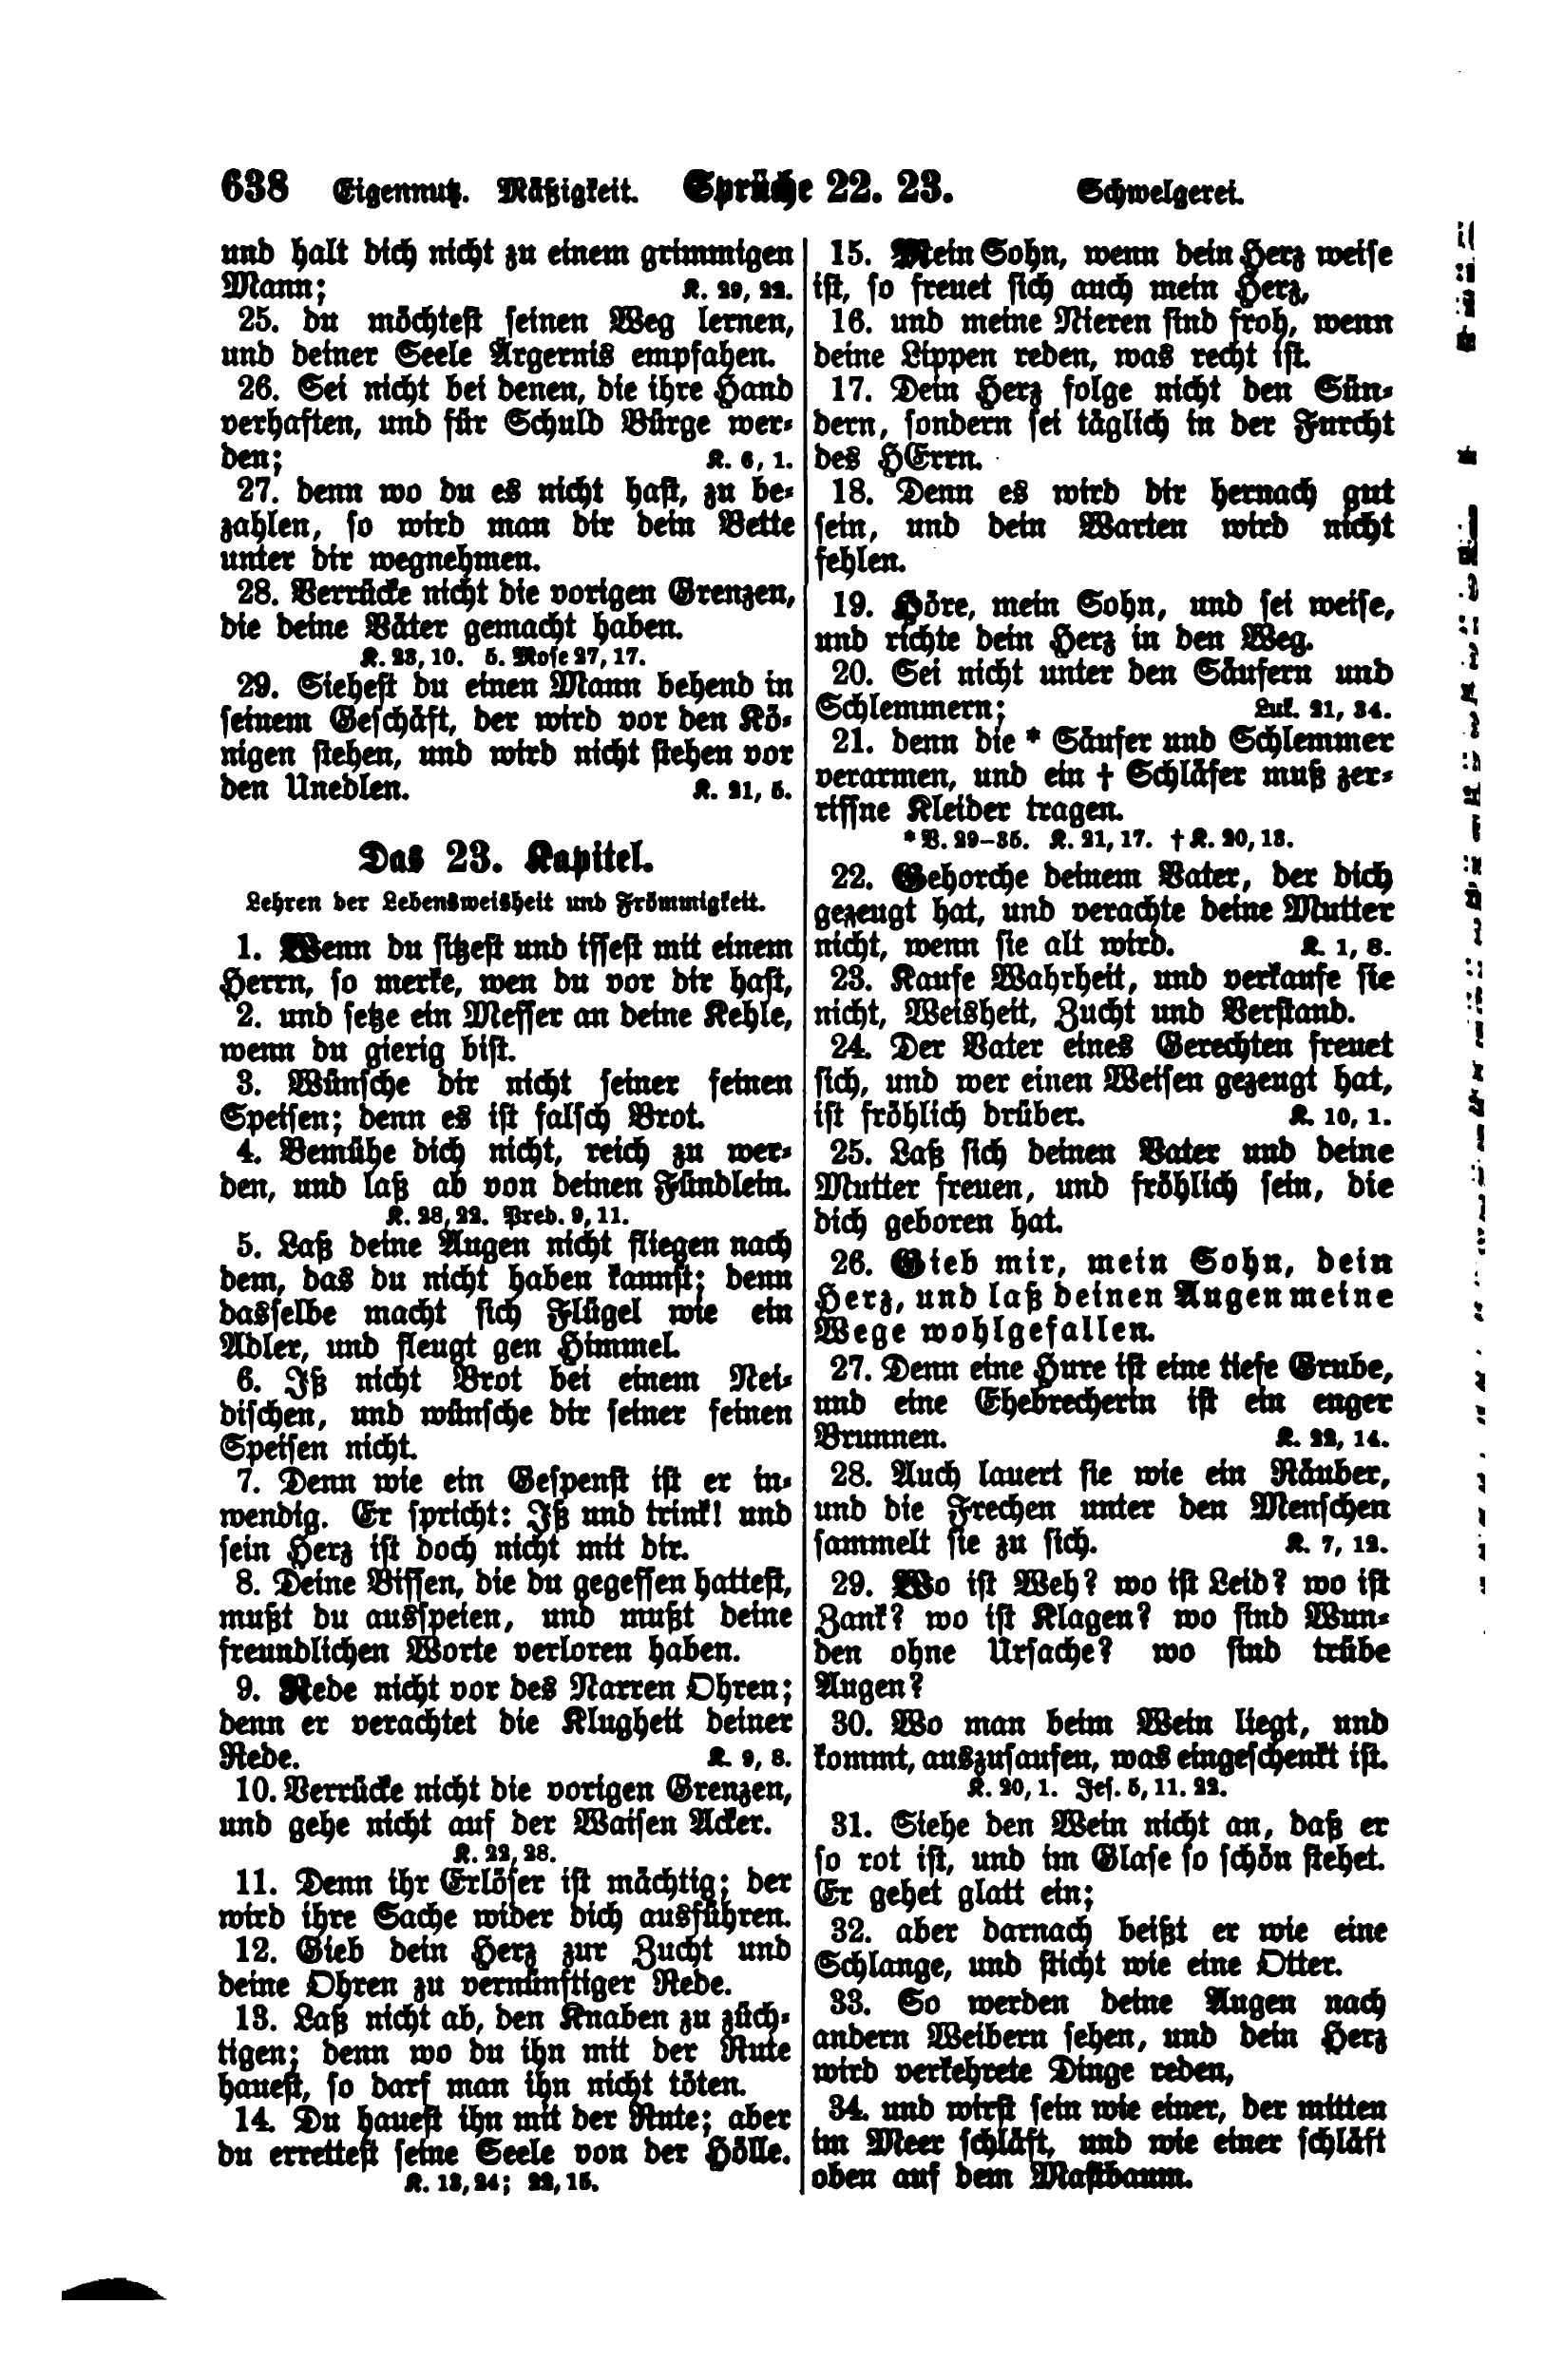 638 Eigennutz. Mäßigkeit. Sprüche 22. 23. Schwelgerei.
und halt dich nicht zu einem grimmigen
Mann; K. 29, 22.
25. du möchtest seinen Weg lernen,
und deiner Seele Ärgernis empfahen.
26. Sei nicht bei denen, die ihre Hand
verhaften, und für Schuld Bürge wer-
den; K. 6, 1.
27. denn wo du es nicht hast, zu be-
zahlen, so wird man dir dein Bette
unter dir wegnehmen.
28. Verrücke nicht die vorigen Grenzen,
die deine Väter gemacht haben.
K. 23, 10. 5. Mose 27, 17.
29. Siehest du einen Mann behend in
seinem Geschäft, der wird vor den Kö-
nigen stehen, und wird nicht stehen vor
den Unedlen. K. 21, 5.
Das 23. Kapitel.
Lehren der Lebensweisheit und Frömmigkeit.
1. Wenn du sitzest und issest mit einem
Herrn, so merke, wen du vor dir hast,
2. und setze ein Messer an deine Kehle,
wenn du gierig bist.
3. Wünsche dir nicht seiner feinen
Speisen; denn es ist falsch Brot.
4. Bemühe dich nicht, reich zu wer-
den, und laß ab von deinen Fündlein.
K. 28, 22. Pred. 9, 11.
5. Laß deine Augen nicht fliegen nach
dem, das du nicht haben kannst; denn
dasselbe macht sich Flügel wie ein
Adler, und fleugt gen Himmel.
6. Iß nicht Brot bei einem Nei-
dischen, und wünsche dir seiner feinen
Speisen nicht.
7. Denn wie ein Gespenst ist er in-
wendig. Er spricht: Iß und trink! und
sein Herz ist doch nicht mit dir.
8. Deine Bissen, die du gegessen hattest,
mußt du ausspeien, und mußt deine
freundlichen Worte verloren haben.
9. Rede nicht vor des Narren Ohren;
denn er verachtet die Klugheit deiner
Rede. K. 9, 8.
10. Verrücke nicht die vorigen Grenzen,
und gehe nicht auf der Waisen Acker.
K. 22, 28.
11. Denn ihr Erlöser ist mächtig; der
wird ihre Sache wider dich ausführen.
12. Gieb dein Herz zur Zucht und
deine Ohren zu vernünftiger Rede.
13. Laß nicht ab, den Knaben zu züch-
tigen; denn wo du ihn mit der Rute
hauest, so darf man ihn nicht töten.
14. Du hauest ihn mit der Rute; aber
du errettest seine Seele von der Hölle.
K. 13, 24; 22, 15.
15. Mein Sohn, wenn dein Herz weise
ist, so freuet sich auch mein Herz,
16. und meine Nieren sind froh, wenn
deine Lippen reden, was recht ist.
17. Dein Herz folge nicht den Sün-
dern, sondern sei täglich in der Furcht
des HErrn.
18. Denn es wird dir hernach gut
sein, und dein Warten wird nicht
fehlen.
19. Höre, mein Sohn, und sei weise,
und richte dein Herz in den Weg.
20. Sei nicht unter den Säufern und
Schlemmern; Luk. 21, 34.
21. denn die * Säufer und Schlemmer
verarmen, und ein † Schläfer muß zer-
rissne Kleider tragen.
* V. 29–35. K. 21, 17. † K. 20, 13.
22. Gehorche deinem Vater, der dich
gezeugt hat, und verachte deine Mutter
nicht, wenn sie alt wird. K. 1, 8.
23. Kaufe Wahrheit, und verkaufe sie
nicht, Weisheit, Zucht und Verstand.
24. Der Vater eines Gerechten freuet
sich, und wer einen Weisen gezeugt hat,
ist fröhlich drüber. K. 10, 1.
25. Laß sich deinen Vater und deine
Mutter freuen, und fröhlich sein, die
dich geboren hat.
26. Gieb mir, mein Sohn, dein
Herz, und laß deinen Augen meine
Wege wohlgefallen.
27. Denn eine Hure ist eine tiefe Grube,
und eine Ehebrecherin ist ein enger
Brunnen. K. 22, 14.
28. Auch lauert sie wie ein Räuber,
und die Frechen unter den Menschen
sammelt sie zu sich. K. 7, 12.
29. Wo ist Weh? wo ist Leid? wo ist
Zank? wo ist Klagen? wo sind Wun-
den ohne Ursache? wo sind trübe
Augen?
30. Wo man beim Wein liegt, und
kommt, auszusaufen, was eingeschenkt ist.
K. 20, 1. Jes. 5, 11. 22.
31. Siehe den Wein nicht an, daß er
so rot ist, und im Glase so schön stehet.
Er gehet glatt ein;
32. aber darnach beißt er wie eine
Schlange, und sticht wie eine Otter.
33. So werden deine Augen nach
andern Weibern sehen, und dein Herz
wird verkehrete Dinge reden,
34. und wirst sein wie einer, der mitten
im Meer schläft, und wie einer schläft
oben auf dem Mastbaum.